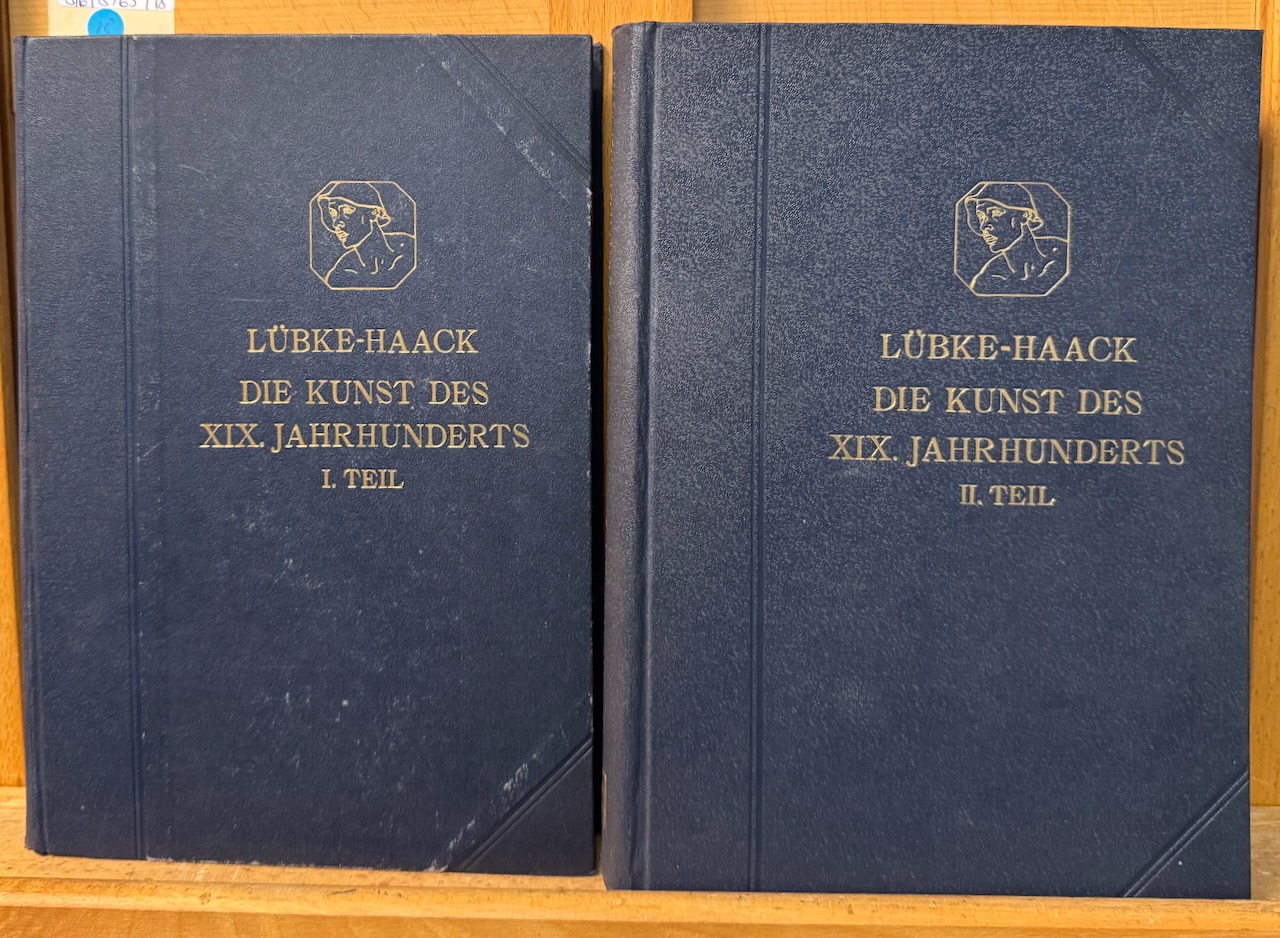 LÜBKE-HAACK
DIE KUNST DES
XIX. JAHRHUNDERTS
I. TEIL
LÜBKE-HAACK
DIE KUNST DES
XIX. JAHRHUNDERTS
II. TEIL